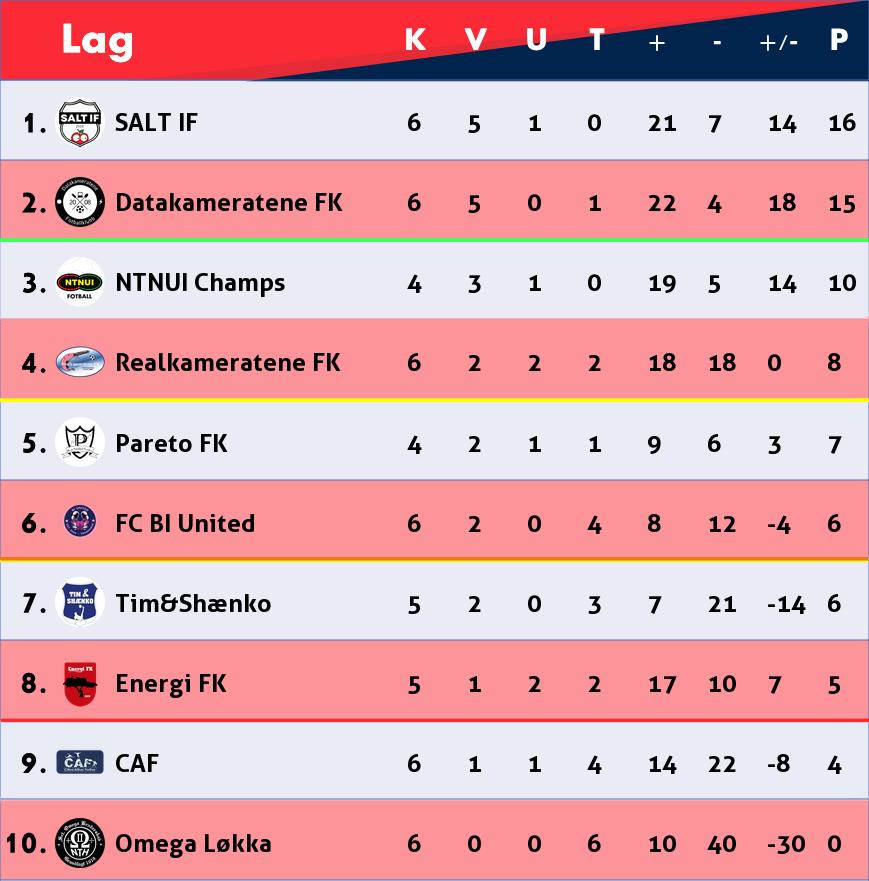 Lag K V U T + - +/- P
1. SALT IF SALT IF 6 5 1 0 21 7 14 16
2. Datakameratene 20 08 Fotballklubb Datakameratene FK 6 5 0 1 22 4 18 15
3. NTNUI FOTBALL NTNUI Champs 4 3 1 0 19 5 14 10
4. Realkameratene FK 6 2 2 2 18 18 0 8
5. P Pareto FK 4 2 1 1 9 6 3 7
6. FC BI United 6 2 0 4 8 12 -4 6
7. TIM & SHÆNKO Tim&Shænko 5 2 0 3 7 21 -14 6
8. Energi FK Energi FK 5 1 2 2 17 10 7 5
9. CAF CAF 6 1 1 4 14 22 -8 4
10. Ω NTH Omega Løkka 6 0 0 6 10 40 -30 0